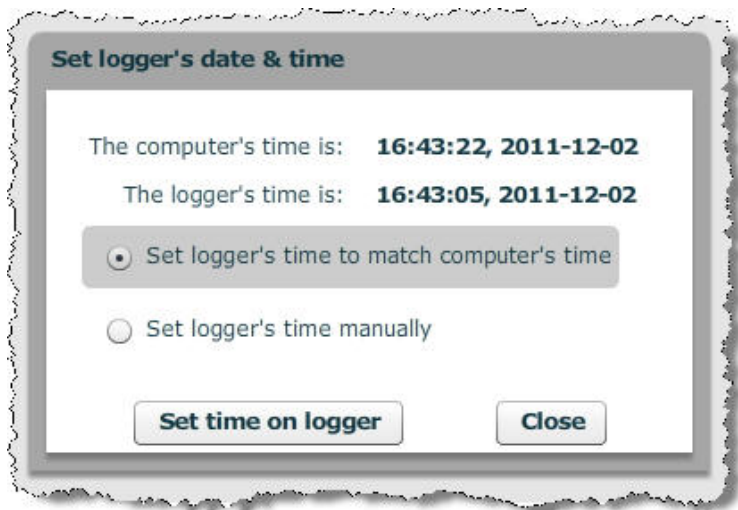 Set logger's date & time
The computer's time is: 16:43:22, 2011-12-02
The logger's time is: 16:43:05, 2011-12-02
Set logger's time to match computer's time
Set logger's time manually
Set time on logger Close